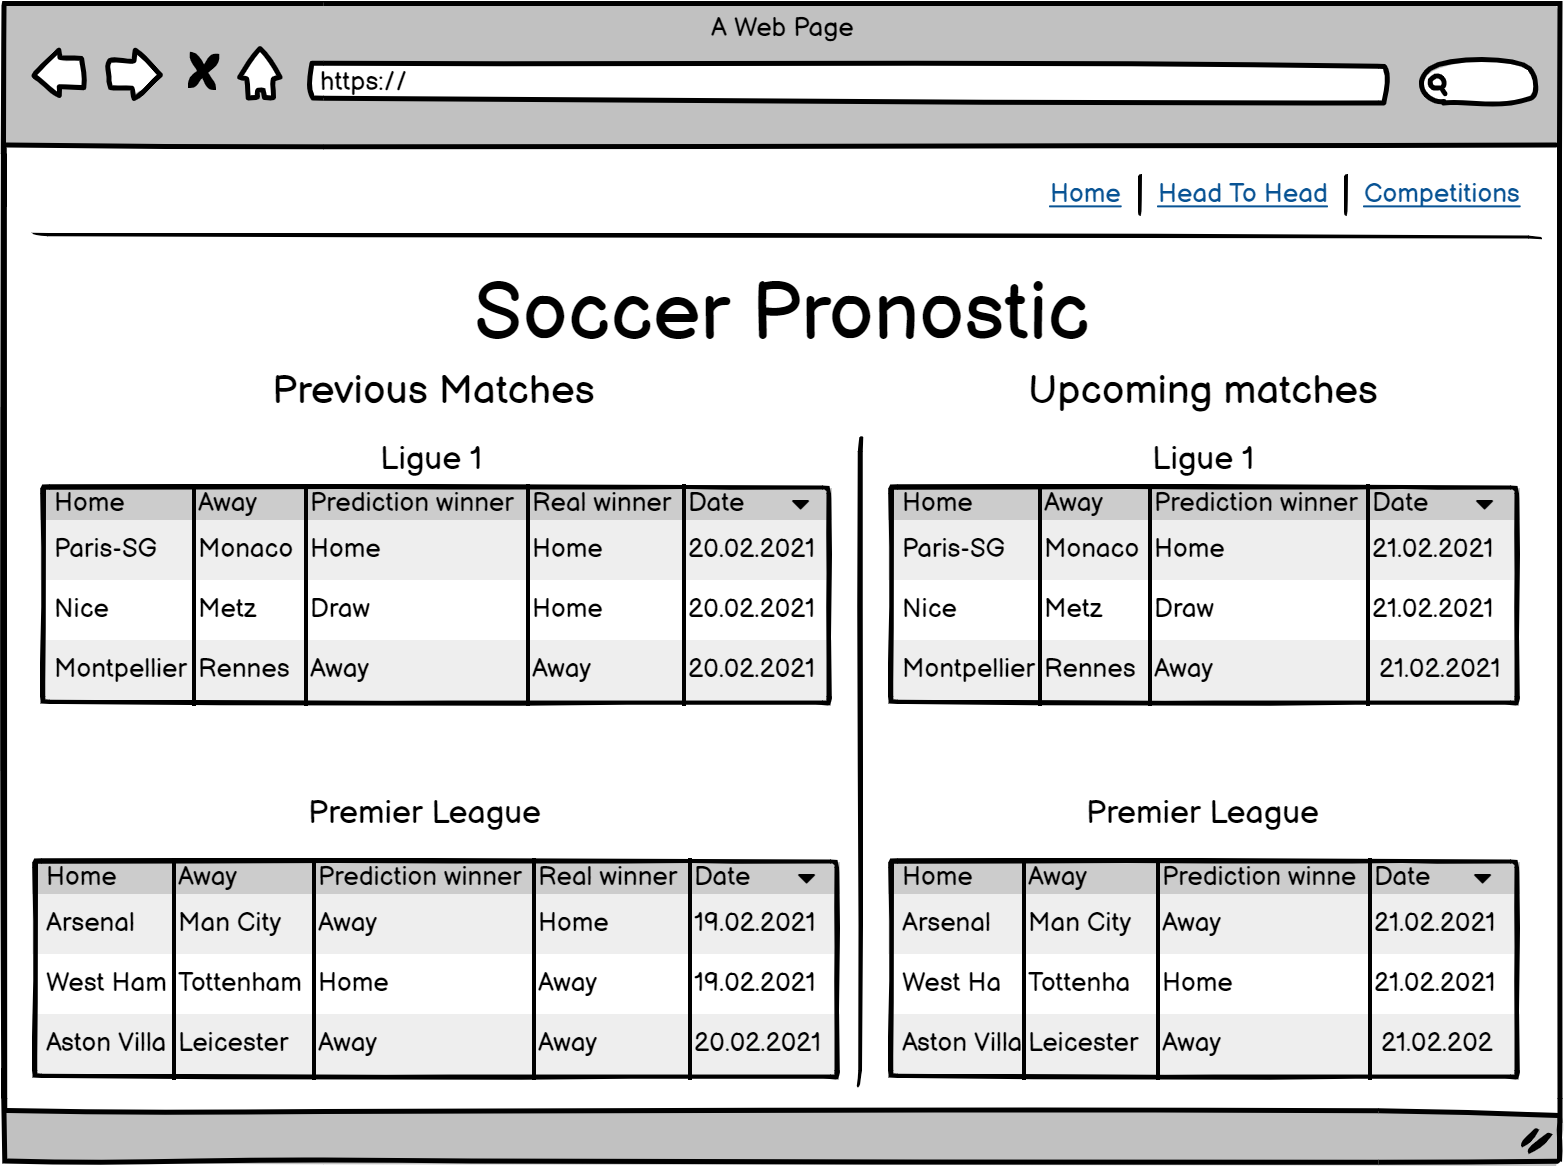 A Web Page
https://
Home Head To Head Competitions
Soccer Pronostic
Previous Matches
Ligue 1
Home Away Prediction winner Real winner Date
Paris-SG Monaco Home Home 20.02.2021
Nice Metz Draw Home 20.02.2021
Montpellier Rennes Away Away 20.02.2021
Premier League
Home Away Prediction winner Real winner Date
Arsenal Man City Away Home 19.02.2021
West Ham Tottenham Home Away 19.02.2021
Aston Villa Leicester Away Away 20.02.2021
Upcoming matches
Ligue 1
Home Away Prediction winner Date
Paris-SG Monaco Home 21.02.2021
Nice Metz Draw 21.02.2021
Montpellier Rennes Away 21.02.2021
Premier League
Home Away Prediction winne Date
Arsenal Man City Away 21.02.2021
West Ha Tottenha Home 21.02.2021
Aston Villa Leicester Away 21.02.202